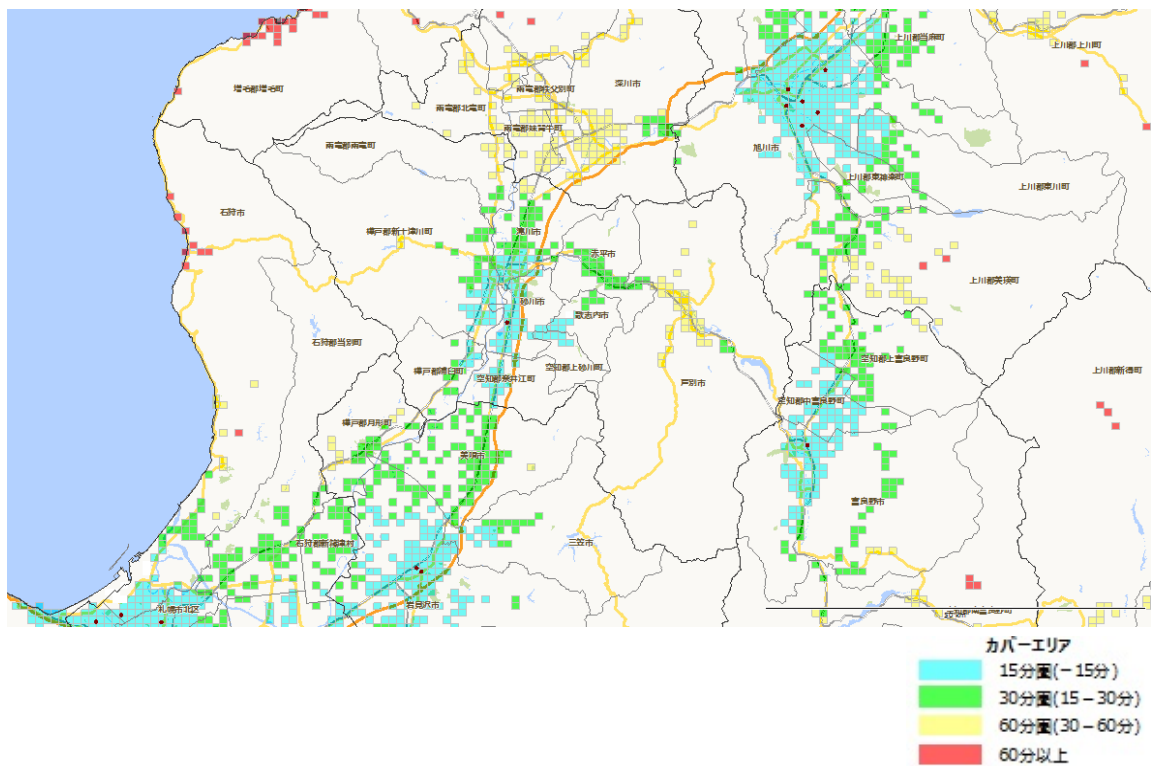 上川郡当麻町
上川郡上川町
増毛郡増毛町
雨竜郡秩父別町
深川市
雨竜郡北竜町
雨竜郡妹背牛町
雨竜郡雨竜町
旭川市
上川郡東神楽町
上川郡東川町
石狩市
樺戸郡新十津川町
滝川市
赤平市
上川郡美瑛町
砂川市
歌志内市
石狩郡当別町
空知郡上富良野町
樺戸郡浦臼町
空知郡奈井江町
空知郡上砂川町
芦別市
上川郡新得町
空知郡中富良野町
樺戸郡月形町
美唄市
富良野市
石狩郡新篠津村
三笠市
岩見沢市
札幌市北区
カバーエリア
15分圏(－15分)
30分圏(15－30分)
60分圏(30－60分)
60分以上